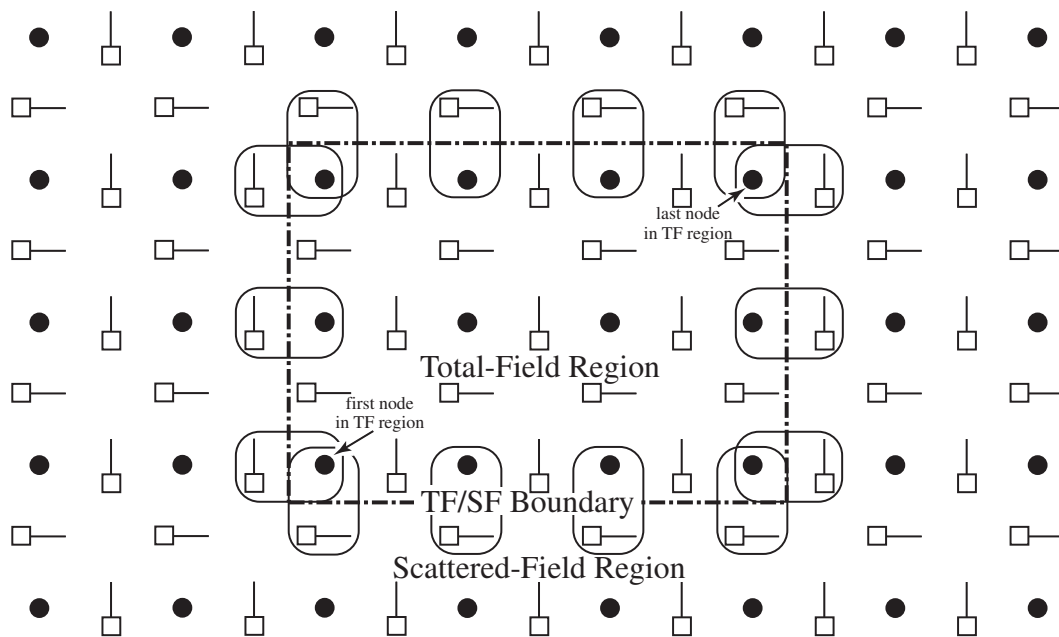 last node
in TF region
Total-Field Region
first node
in TF region
TF/SF Boundary
Scattered-Field Region